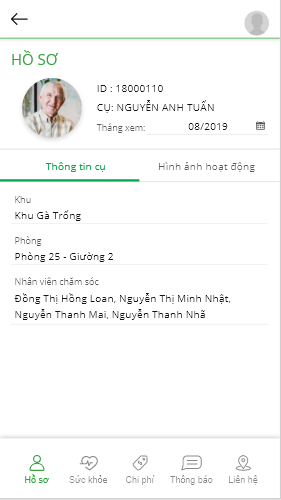 HỒ SƠ
ID : 18000110
CỤ: NGUYỄN ANH TUẤN
Tháng xem: 08/2019
Thông tin cụ Hình ảnh hoạt động
Khu
Khu Gà Trống
Phòng
Phòng 25 - Giường 2
Nhân viên chăm sóc
Đồng Thị Hồng Loan, Nguyễn Thị Minh Nhật,
Nguyễn Thanh Mai, Nguyễn Thanh Nhã
Hồ sơ Sức khỏe Chi phí Thông báo Liên hệ